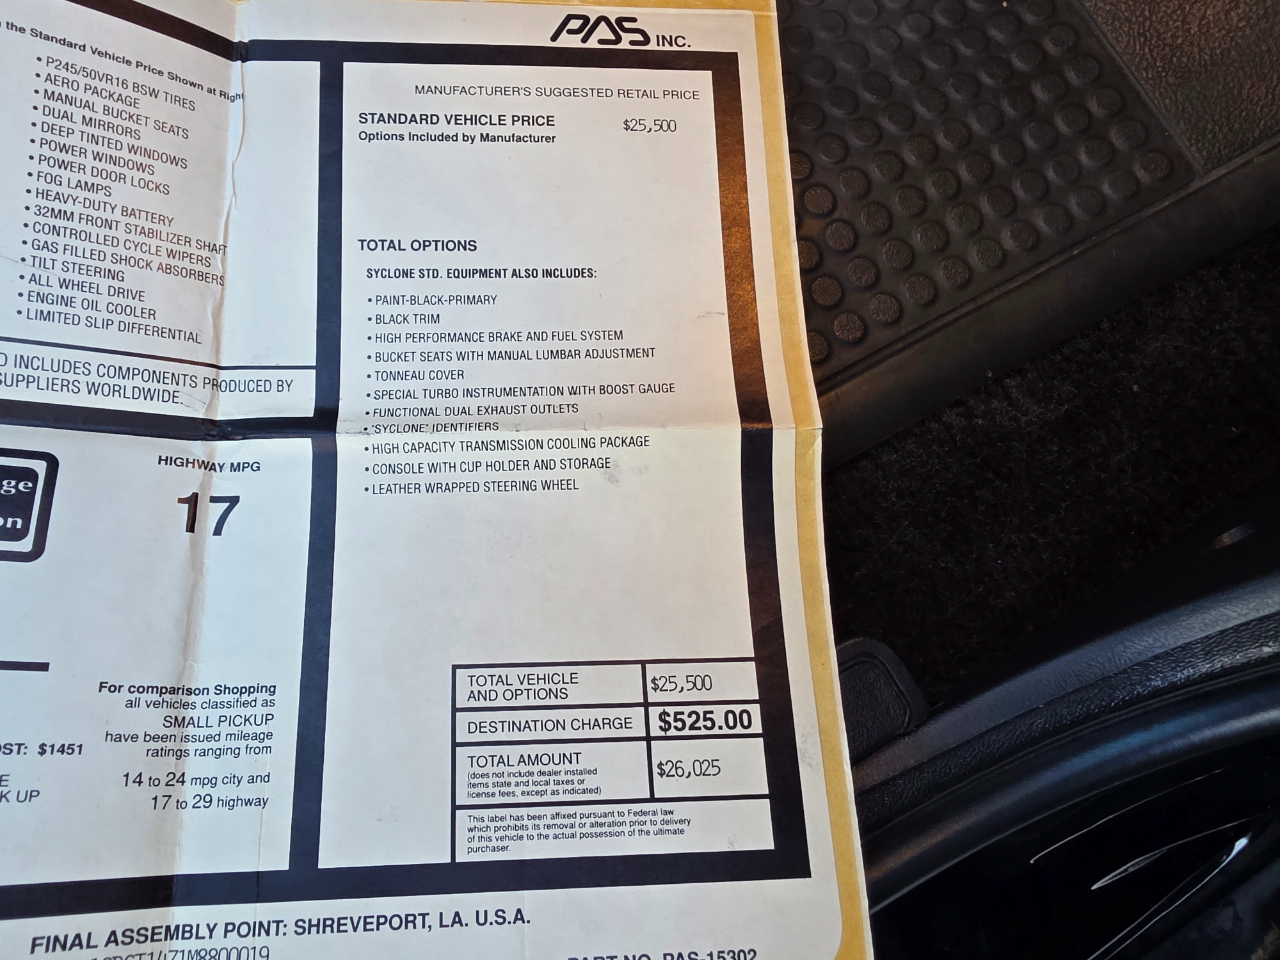 the Standard Vehicle Price Shown at Right
• P245/50VR16 BSW TIRES
• AERO PACKAGE
• MANUAL BUCKET SEATS
• DUAL MIRRORS
• DEEP TINTED WINDOWS
• POWER WINDOWS
• POWER DOOR LOCKS
• FOG LAMPS
• HEAVY-DUTY BATTERY
• 32MM FRONT STABILIZER SHAFT
• CONTROLLED CYCLE WIPERS
• GAS FILLED SHOCK ABSORBERS
• TILT STEERING
• ALL WHEEL DRIVE
• ENGINE OIL COOLER
• LIMITED SLIP DIFFERENTIAL
INCLUDES COMPONENTS PRODUCED BY
SUPPLIERS WORLDWIDE.
HIGHWAY MPG
17
For comparison Shopping
all vehicles classified as
SMALL PICKUP
have been issued mileage
ratings ranging from
14 to 24 mpg city and
17 to 29 highway
$1451
UP
PAS INC.
MANUFACTURER'S SUGGESTED RETAIL PRICE
STANDARD VEHICLE PRICE $25,500
Options Included by Manufacturer
TOTAL OPTIONS
SYCLONE STD. EQUIPMENT ALSO INCLUDES:
• PAINT-BLACK-PRIMARY
• BLACK TRIM
• HIGH PERFORMANCE BRAKE AND FUEL SYSTEM
• BUCKET SEATS WITH MANUAL LUMBAR ADJUSTMENT
• TONNEAU COVER
• SPECIAL TURBO INSTRUMENTATION WITH BOOST GAUGE
• FUNCTIONAL DUAL EXHAUST OUTLETS
• "SYCLONE" IDENTIFIERS
• HIGH CAPACITY TRANSMISSION COOLING PACKAGE
• CONSOLE WITH CUP HOLDER AND STORAGE
• LEATHER WRAPPED STEERING WHEEL
TOTAL VEHICLE
AND OPTIONS $25,500
DESTINATION CHARGE $525.00
TOTAL AMOUNT $26,025
(does not include dealer installed
items state and local taxes or
license fees, except as indicated)
This label has been affixed pursuant to Federal law
which prohibits its removal or alteration prior to delivery
of this vehicle to the actual possession of the ultimate
purchaser.
FINAL ASSEMBLY POINT: SHREVEPORT, LA. U.S.A.
PART NO. PAS-15302